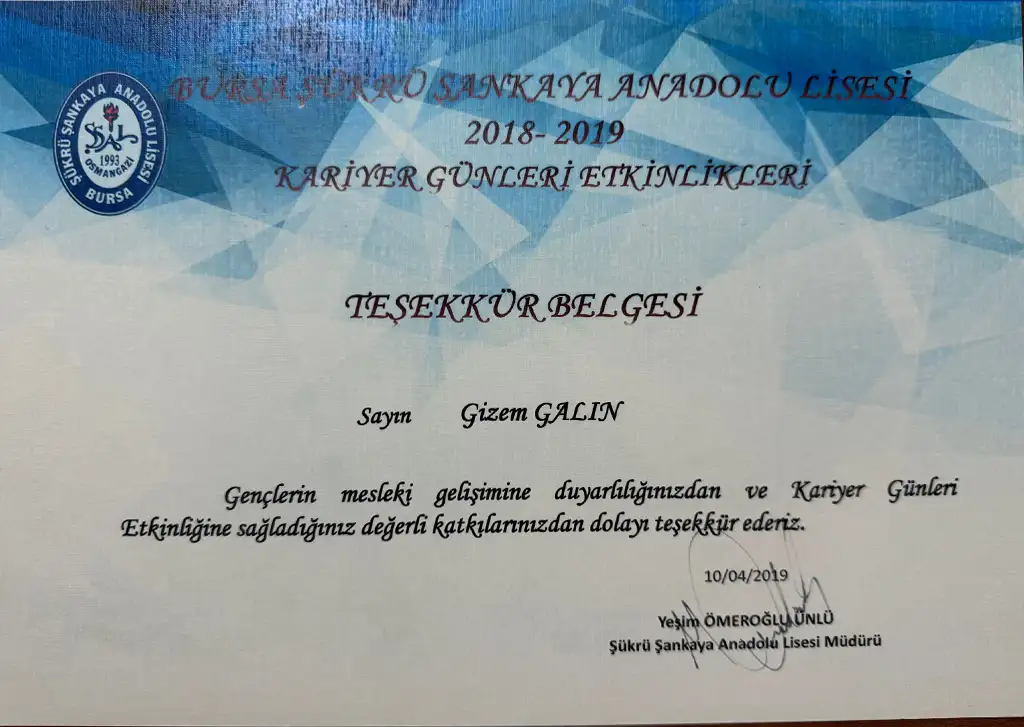 BURSA ŞÜKRÜ ŞANKAYA ANADOLU LİSESİ
2018- 2019
KARİYER GÜNLERİ ETKİNLİKLERİ
ŞÜKRÜ ŞANKAYA ANADOLU LİSESİ
ŞŞAL
1993
OSMANGAZİ
BURSA
TEŞEKKÜR BELGESİ
Sayın Gizem GALIN
Gençlerin mesleki gelişimine duyarlılığınızdan ve Kariyer Günleri
Etkinliğine sağladığınız değerli katkılarınızdan dolayı teşekkür ederiz.
10/04/2019
Yeşim ÖMEROĞLU ÜNLÜ
Şükrü Şankaya Anadolu Lisesi Müdürü